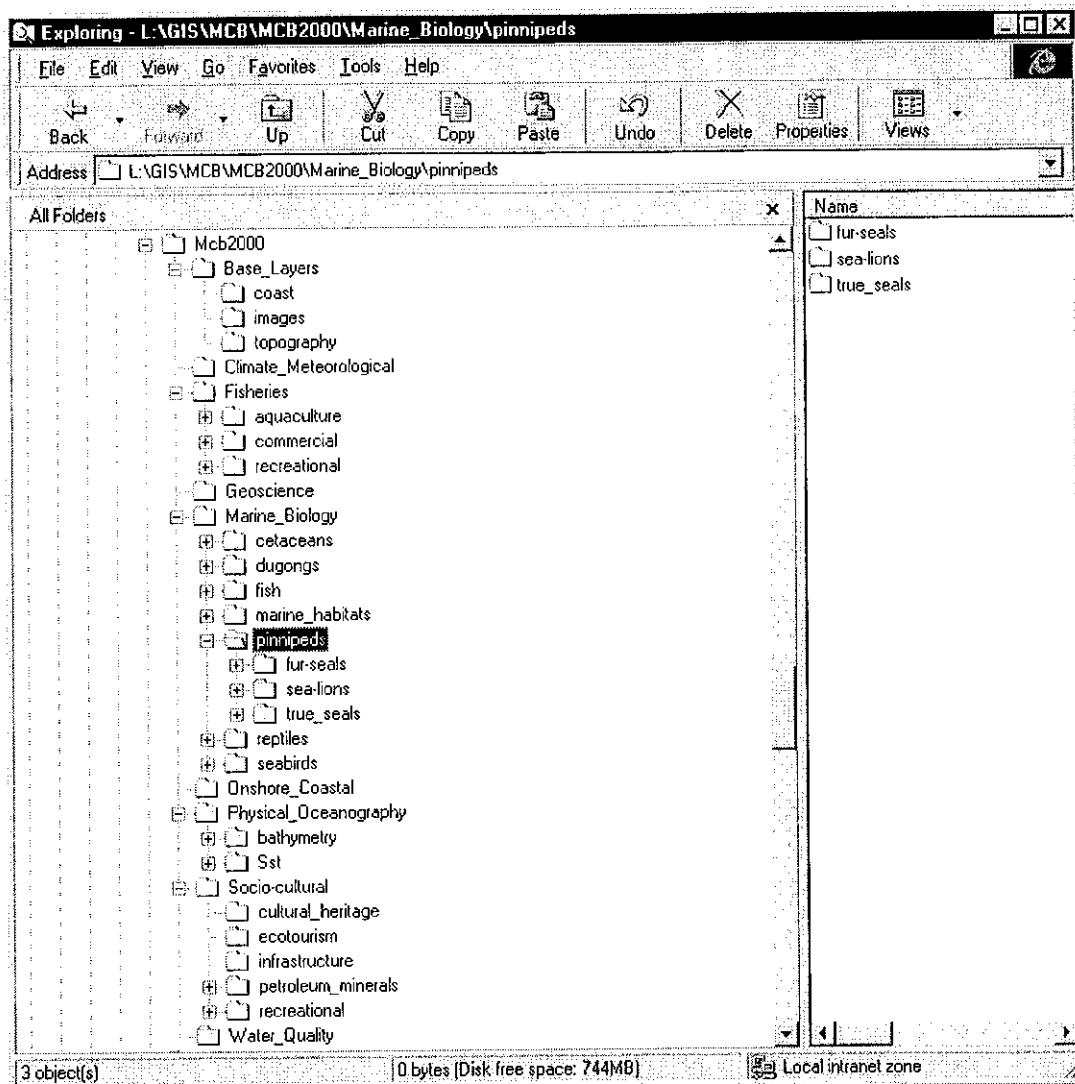 Exploring - L:\GIS\MCB\MCB2000\Marine_Biology\pinnipeds
File Edit View Go Favorites Tools Help
Back Forward Up Cut Copy Paste Undo Delete Properties Views
Address L:\GIS\MCB\MCB2000\Marine_Biology\pinnipeds
All Folders
Mcb2000
Base_Layers
coast
images
topography
Climate_Meteorological
Fisheries
aquaculture
commercial
recreational
Geoscience
Marine_Biology
cetaceans
dugongs
fish
marine_habitats
pinnipeds
fur-seals
sea-lions
true_seals
reptiles
seabirds
Onshore_Coastal
Physical_Oceanography
bathymetry
Sst
Socio-cultural
cultural_heritage
ecotourism
infrastructure
petroleum_minerals
recreational
Water_Quality
Name
fur-seals
sea-lions
true_seals
3 object(s) 0 bytes (Disk free space: 744MB) Local intranet zone